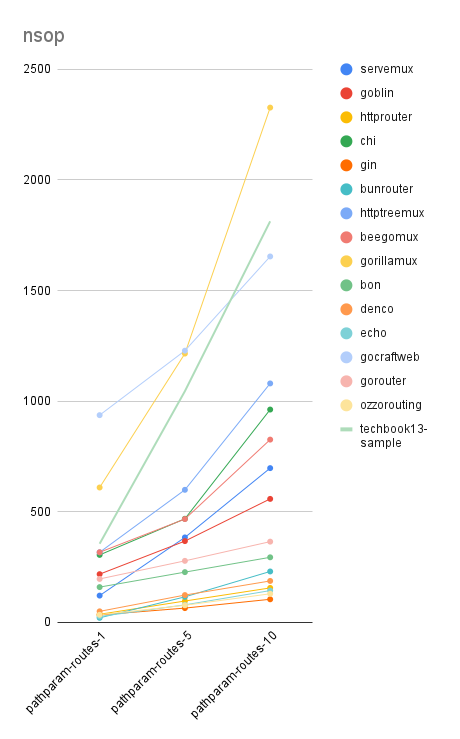 nsop
2500
2000
1500
1000
500
0
pathparam-routes-1
pathparam-routes-5
pathparam-routes-10
servemux
goblin
httprouter
chi
gin
bunrouter
httptreemux
beegomux
gorillamux
bon
denco
echo
gocraftweb
gorouter
ozzorouting
techbook13-
sample